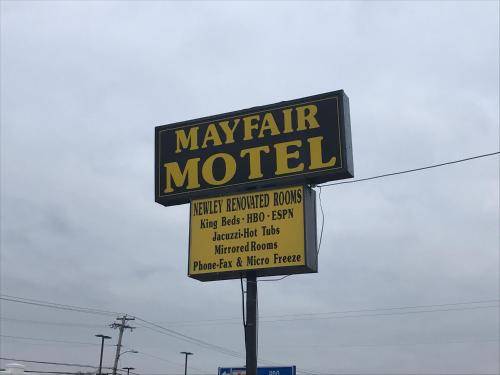 MAYFAIR
MOTEL
NEWLEY RENOVATED ROOMS
King Beds - HBO - ESPN
Jacuzzi-Hot Tubs
Mirrored Rooms
Phone-Fax & Micro Freeze